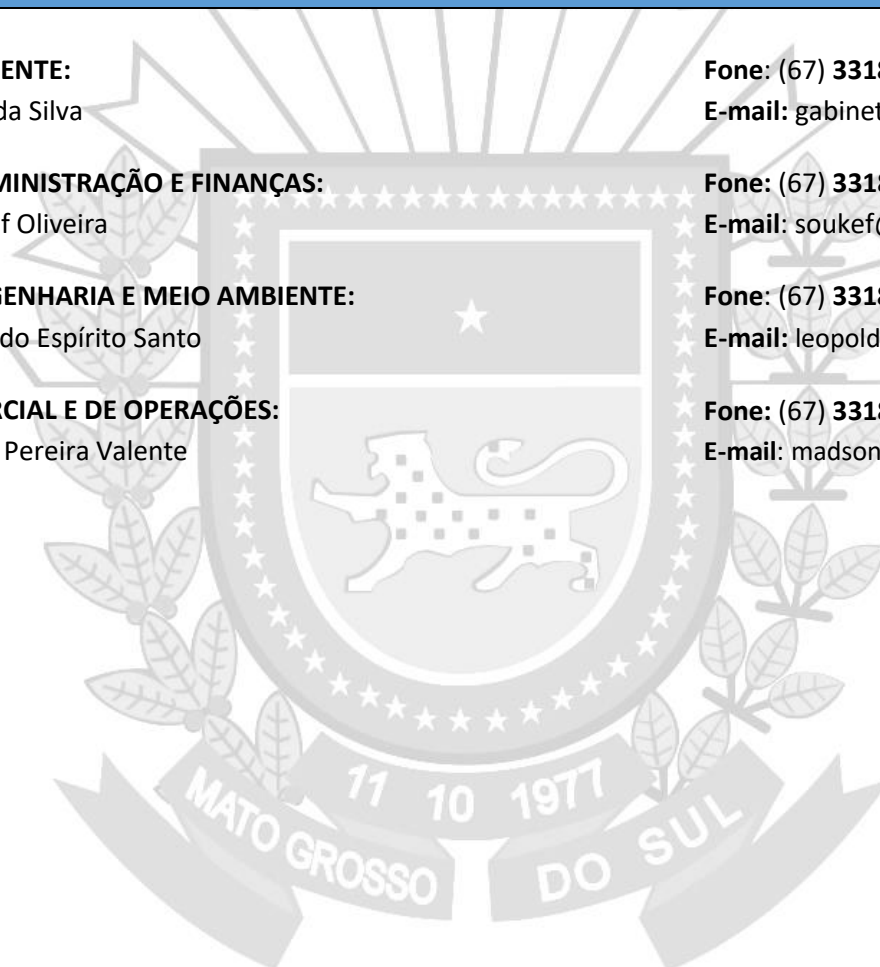 ENTE: Fone: (67) 331
da Silva E-mail: gabinet
MINISTRAÇÃO E FINANÇAS: Fone: (67) 331
f Oliveira E-mail: soukef@
GENHARIA E MEIO AMBIENTE: Fone: (67) 331
do Espírito Santo E-mail: leopold
RCIAL E DE OPERAÇÕES: Fone: (67) 331
Pereira Valente E-mail: madson
11 10 1977
MATO GROSSO DO SUL